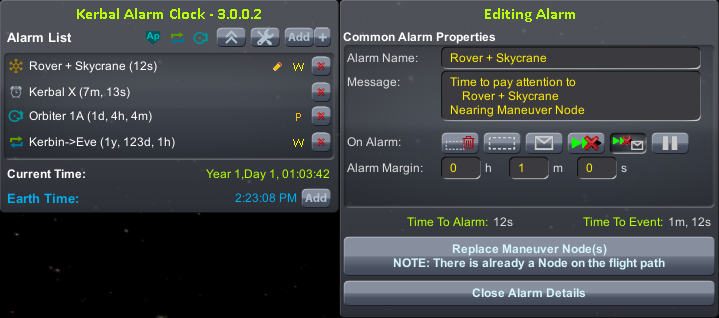 Kerbal Alarm Clock - 3.0.0.2
Alarm List
Ap
Add +
Rover + Skycrane (12s)
W
Kerbal X (7m, 13s)
Orbiter 1A (1d, 4h, 4m)
P
Kerbin->Eve (1y, 123d, 1h)
W
Current Time:
Year 1,Day 1, 01:03:42
Earth Time:
2:23:08 PM
Add
Editing Alarm
Common Alarm Properties
Alarm Name:
Rover + Skycrane
Message:
Time to pay attention to
Rover + Skycrane
Nearing Maneuver Node
On Alarm:
Alarm Margin:
0 h 1 m 0 s
Time To Alarm: 12s
Time To Event: 1m, 12s
Replace Maneuver Node(s)
NOTE: There is already a Node on the flight path
Close Alarm Details